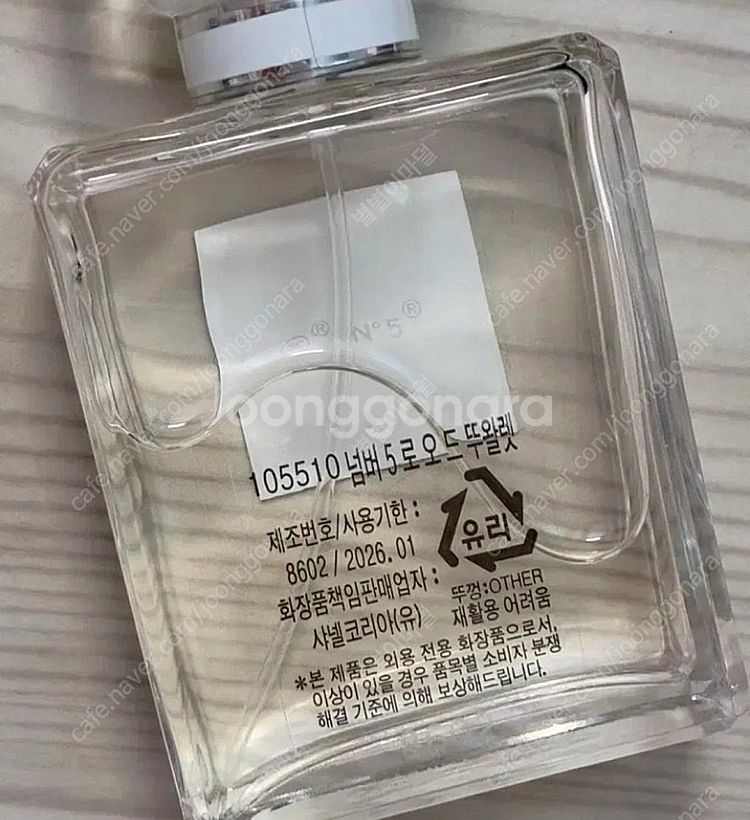 N°5®
105510 넘버 5 로 오 드 뚜왈렛
제조번호/사용기한 :
8602 / 2026. 01
화장품책임판매업자 :
샤넬코리아(유)
유리
뚜껑:OTHER
재활용 어려움
*본 제품은 외용 전용 화장품으로서,
이상이 있을 경우 품목별 소비자 분쟁
해결 기준에 의해 보상해드립니다.
joonggonara
cafe.naver.com/joonggonara
별별이마덜